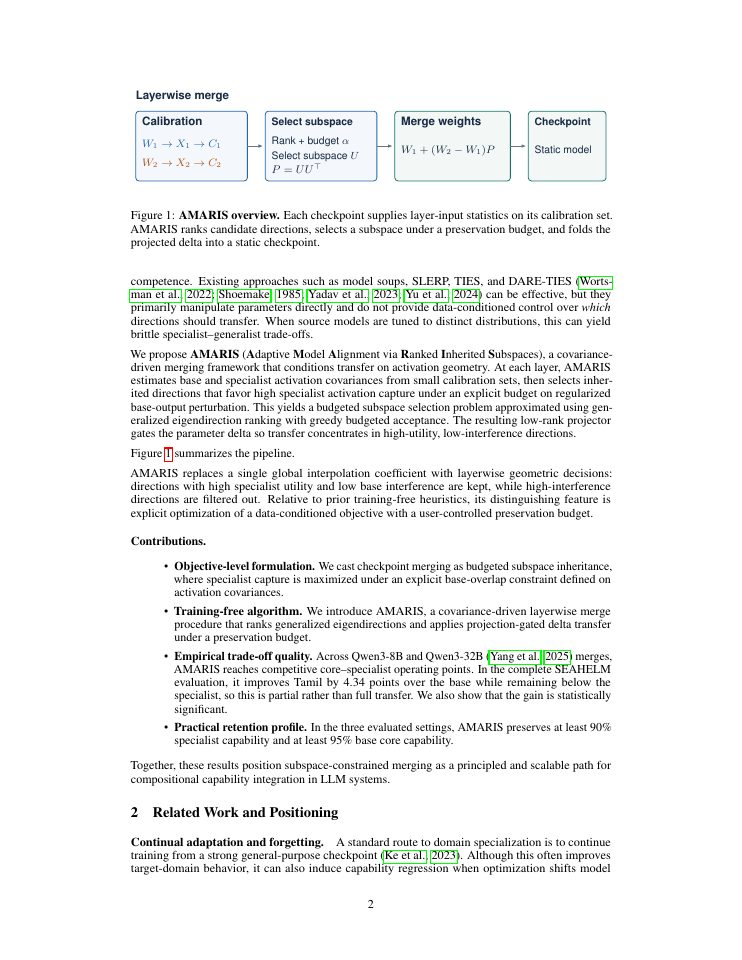 Layerwise merge
Calibration
W₁ → X₁ → C₁
W₂ → X₂ → C₂
Select subspace
Rank + budget α
Select subspace U
P = UU⊤
Merge weights
W₁ + (W₂ − W₁)P
Checkpoint
Static model
Figure 1: AMARIS overview. Each checkpoint supplies layer-input statistics on its calibration set.
AMARIS ranks candidate directions, selects a subspace under a preservation budget, and folds the
projected delta into a static checkpoint.
competence. Existing approaches such as model soups, SLERP, TIES, and DARE-TIES (Worts-
man et al., 2022; Shoemake, 1985; Yadav et al., 2023; Yu et al., 2024) can be effective, but they
primarily manipulate parameters directly and do not provide data-conditioned control over which
directions should transfer. When source models are tuned to distinct distributions, this can yield
brittle specialist–generalist trade-offs.
We propose AMARIS (Adaptive Model Alignment via Ranked Inherited Subspaces), a covariance-
driven merging framework that conditions transfer on activation geometry. At each layer, AMARIS
estimates base and specialist activation covariances from small calibration sets, then selects inher-
ited directions that favor high specialist activation capture under an explicit budget on regularized
base-output perturbation. This yields a budgeted subspace selection problem approximated using gen-
eralized eigendirection ranking with greedy budgeted acceptance. The resulting low-rank projector
gates the parameter delta so transfer concentrates in high-utility, low-interference directions.
Figure 1 summarizes the pipeline.
AMARIS replaces a single global interpolation coefficient with layerwise geometric decisions:
directions with high specialist utility and low base interference are kept, while high-interference
directions are filtered out. Relative to prior training-free heuristics, its distinguishing feature is
explicit optimization of a data-conditioned objective with a user-controlled preservation budget.
Contributions.
• Objective-level formulation. We cast checkpoint merging as budgeted subspace inheritance,
where specialist capture is maximized under an explicit base-overlap constraint defined on
activation covariances.
• Training-free algorithm. We introduce AMARIS, a covariance-driven layerwise merge
procedure that ranks generalized eigendirections and applies projection-gated delta transfer
under a preservation budget.
• Empirical trade-off quality. Across Qwen3-8B and Qwen3-32B (Yang et al., 2025) merges,
AMARIS reaches competitive core–specialist operating points. In the complete SEAHELM
evaluation, it improves Tamil by 4.34 points over the base while remaining below the
specialist, so this is partial rather than full transfer. We also show that the gain is statistically
significant.
• Practical retention profile. In the three evaluated settings, AMARIS preserves at least 90%
specialist capability and at least 95% base core capability.
Together, these results position subspace-constrained merging as a principled and scalable path for
compositional capability integration in LLM systems.
2 Related Work and Positioning
Continual adaptation and forgetting. A standard route to domain specialization is to continue
training from a strong general-purpose checkpoint (Ke et al., 2023). Although this often improves
target-domain behavior, it can also induce capability regression when optimization shifts model
2